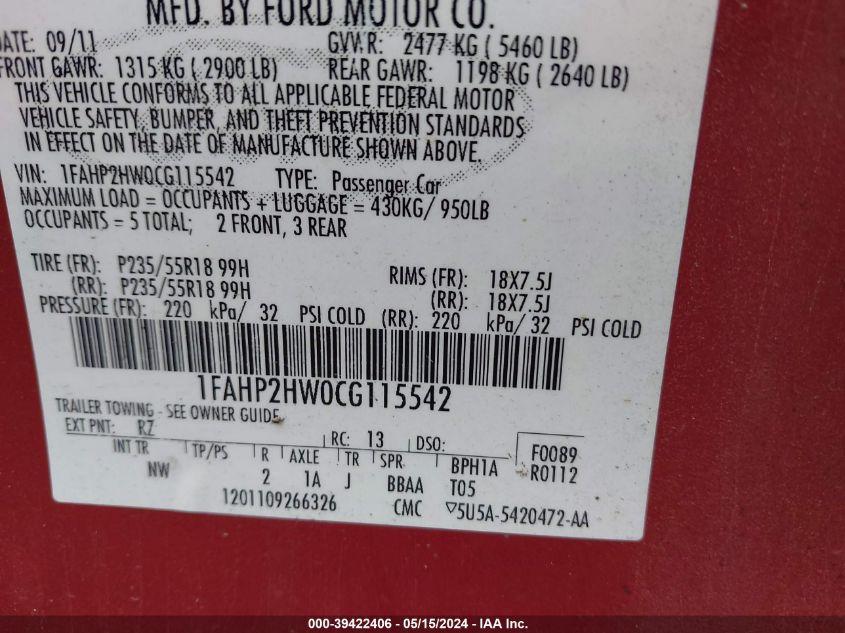 MFD. BY FORD MOTOR CO.
DATE: 09/11 GVWR: 2477 KG ( 5460 LB)
FRONT GAWR: 1315 KG ( 2900 LB) REAR GAWR: 1198 KG ( 2640 LB)
THIS VEHICLE CONFORMS TO ALL APPLICABLE FEDERAL MOTOR
VEHICLE SAFETY, BUMPER, AND THEFT PREVENTION STANDARDS
IN EFFECT ON THE DATE OF MANUFACTURE SHOWN ABOVE.
VIN: 1FAHP2HW0CG115542 TYPE: Passenger Car
MAXIMUM LOAD = OCCUPANTS + LUGGAGE = 430KG/ 950LB
OCCUPANTS = 5 TOTAL; 2 FRONT, 3 REAR
TIRE (FR): P235/55R18 99H RIMS (FR): 18X7.5J
(RR): P235/55R18 99H (RR): 18X7.5J
PRESSURE (FR): 220 kPa/ 32 PSI COLD (RR): 220 kPa/ 32 PSI COLD
1FAHP2HW0CG115542
TRAILER TOWING - SEE OWNER GUIDE
EXT PNT: RZ RC: 13 DSO: F0089
INT TR TP/PS R AXLE TR SPR BPH1A R0112
NW 2 1A J BBAA T05
1201109266326 CMC ▽5U5A-5420472-AA
000-39422406 - 05/15/2024 - IAA Inc.